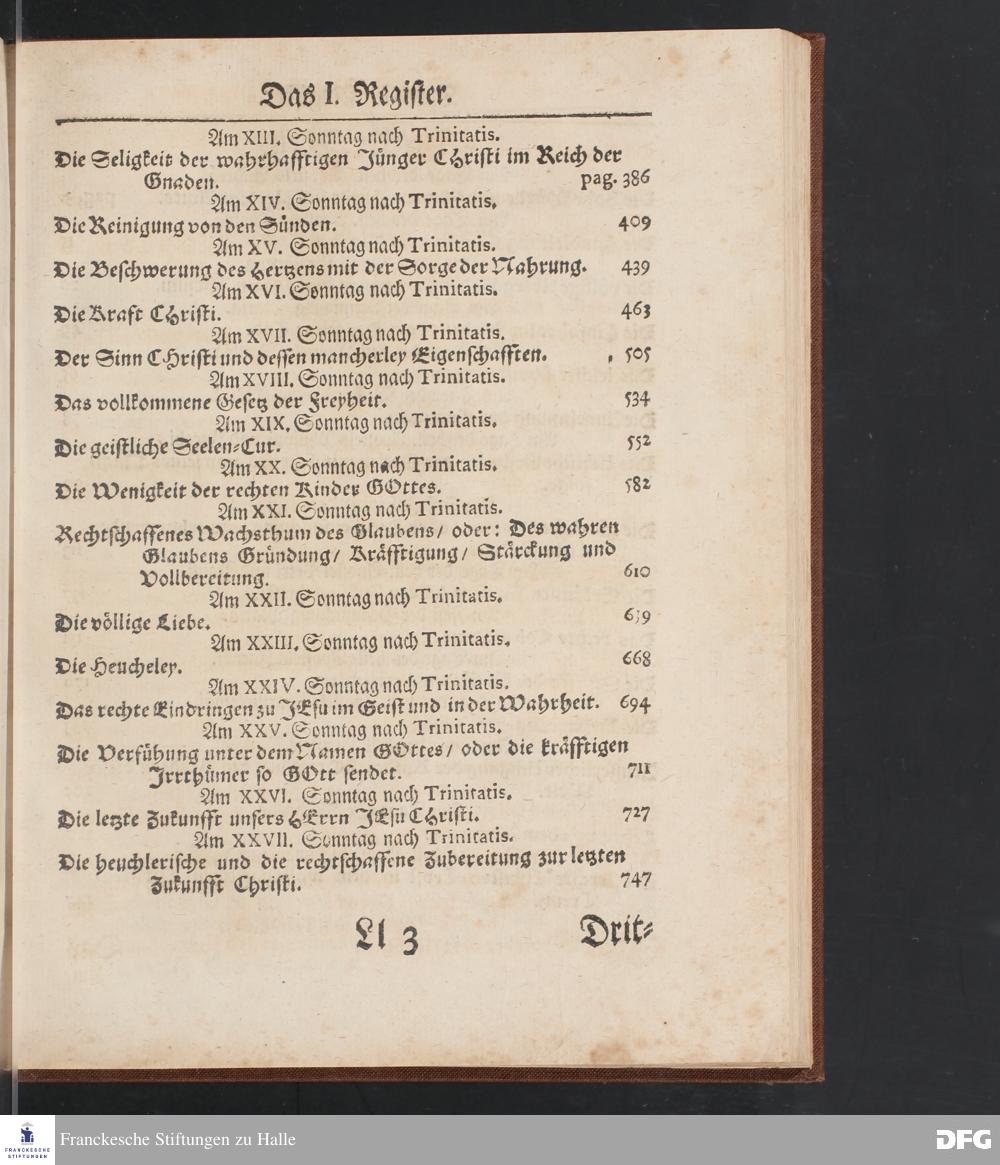 Das I. Register.
Am XIII. Sonntag nach Trinitatis.
Die Seligkeit der wahrhafftigen Jünger CHristi im Reich der
Gnaden. pag. 386
Am XIV. Sonntag nach Trinitatis.
Die Reinigung von den Sünden. 409
Am XV. Sonntag nach Trinitatis.
Die Beschwerung des Hertzens mit der Sorge der Nahrung. 439
Am XVI. Sonntag nach Trinitatis.
Die Kraft CHristi. 463
Am XVII. Sonntag nach Trinitatis.
Der Sinn CHristi und dessen mancherley Eigenschafften. 505
Am XVIII. Sonntag nach Trinitatis.
Das vollkommene Gesetz der Freyheit. 534
Am XIX. Sonntag nach Trinitatis.
Die geistliche Seelen-Cur. 552
Am XX. Sonntag nach Trinitatis.
Die Wenigkeit der rechten Kinder GOttes. 582
Am XXI. Sonntag nach Trinitatis.
Rechtschaffenes Wachsthum des Glaubens/ oder: Des wahren
Glaubens Gründung/ Kräfftigung/ Stärckung und
Vollbereitung. 610
Am XXII. Sonntag nach Trinitatis.
Die völlige Liebe. 639
Am XXIII. Sonntag nach Trinitatis.
Die Heucheley. 668
Am XXIV. Sonntag nach Trinitatis.
Das rechte Eindringen zu JEsu im Geist und in der Wahrheit. 694
Am XXV. Sonntag nach Trinitatis.
Die Verfühung unter dem Namen GOttes/ oder die kräfftigen
Jrrthümer so GOtt sendet. 711
Am XXVI. Sonntag nach Trinitatis.
Die letzte Zukunfft unsers HErrn JEsu CHristi. 727
Am XXVII. Sonntag nach Trinitatis.
Die heuchlerische und die rechtschaffene Zubereitung zur letzten
Zukunfft Christi. 747
Ll 3 Drit-
FRANCKESCHE STIFTUNGEN
Franckesche Stiftungen zu Halle
DFG